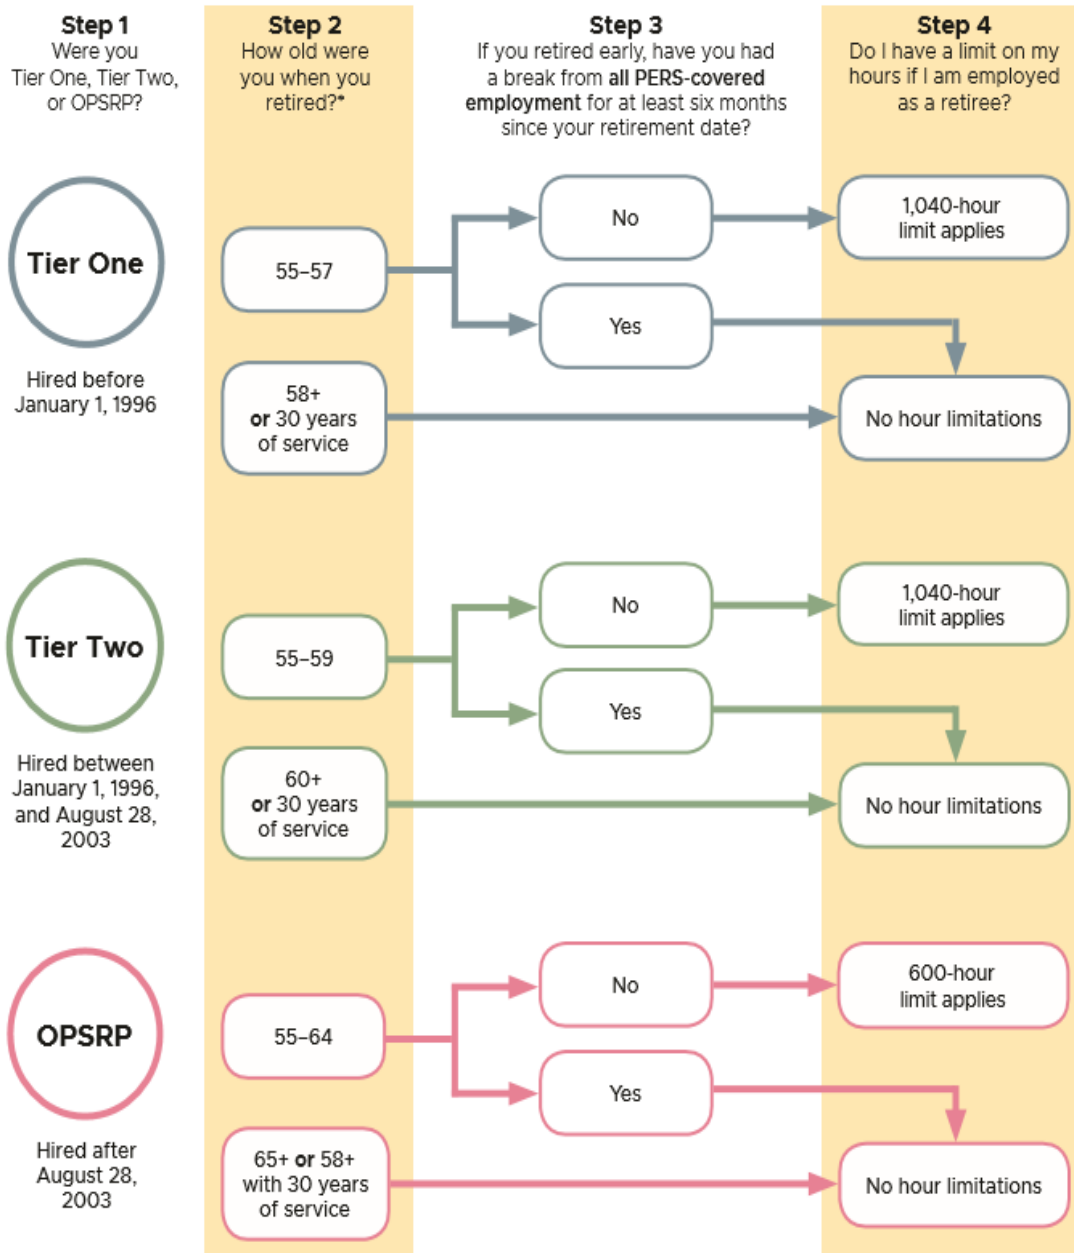 Step 1
Were you
Tier One, Tier Two,
or OPSRP?
Step 2
How old were
you when you
retired?*
Step 3
If you retired early, have you had
a break from all PERS-covered
employment for at least six months
since your retirement date?
Step 4
Do I have a limit on my
hours if I am employed
as a retiree?
Tier One
Hired before
January 1, 1996
55–57
No
1,040-hour
limit applies
Yes
58+
or 30 years
of service
No hour limitations
Tier Two
Hired between
January 1, 1996,
and August 28,
2003
55–59
No
1,040-hour
limit applies
Yes
60+
or 30 years
of service
No hour limitations
OPSRP
Hired after
August 28,
2003
55–64
No
600-hour
limit applies
Yes
65+ or 58+
with 30 years
of service
No hour limitations